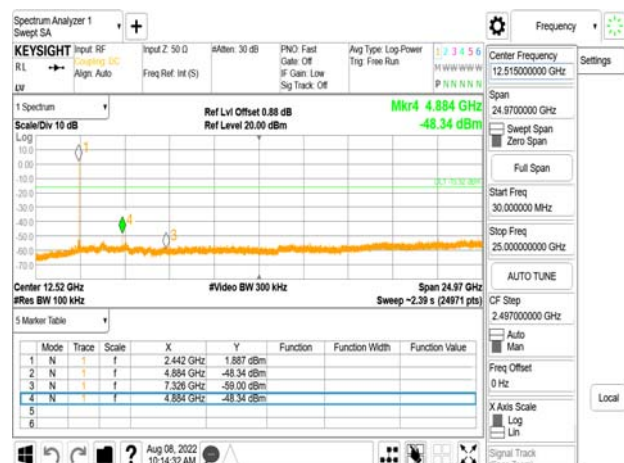 Spectrum Analyzer 1
Swept SA
+
Frequency
KEYSIGHT
Input: RF
Coupling: DC
Align: Auto
Input Z: 50 Ω
Freq Ref: Int (S)
#Atten: 30 dB
PNO: Fast
Gate: Off
IF Gain: Low
Sig Track: Off
Avg Type: Log-Power
Trig: Free Run
1 2 3 4 5 6
M W W W W W
P N N N N N
RL
1 Spectrum
Scale/Div 10 dB
Ref Lvl Offset 0.88 dB
Ref Level 20.00 dBm
Mkr4 4.884 GHz
-48.34 dBm
Log
10.0
0.00
-10.0
-20.0
-30.0
-40.0
-50.0
-60.0
-70.0
1
4
3
Center 12.52 GHz
#Res BW 100 kHz
#Video BW 300 kHz
Span 24.97 GHz
Sweep ~2.39 s (24971 pts)
5 Marker Table
Mode Trace Scale X Y Function Function Width Function Value
1 N 1 f 2.442 GHz 1.887 dBm
2 N 1 f 4.884 GHz -48.34 dBm
3 N 1 f 7.326 GHz -59.00 dBm
4 N 1 f 4.884 GHz -48.34 dBm
5
6
?
Aug 08, 2022
10:14:32 AM
Center Frequency
12.515000000 GHz
Settings
Span
24.9700000 GHz
Swept Span
Zero Span
Full Span
Start Freq
30.000000 MHz
Stop Freq
25.000000000 GHz
AUTO TUNE
CF Step
2.497000000 GHz
Auto
Man
Freq Offset
0 Hz
Local
X Axis Scale
Log
Lin
Signal Track